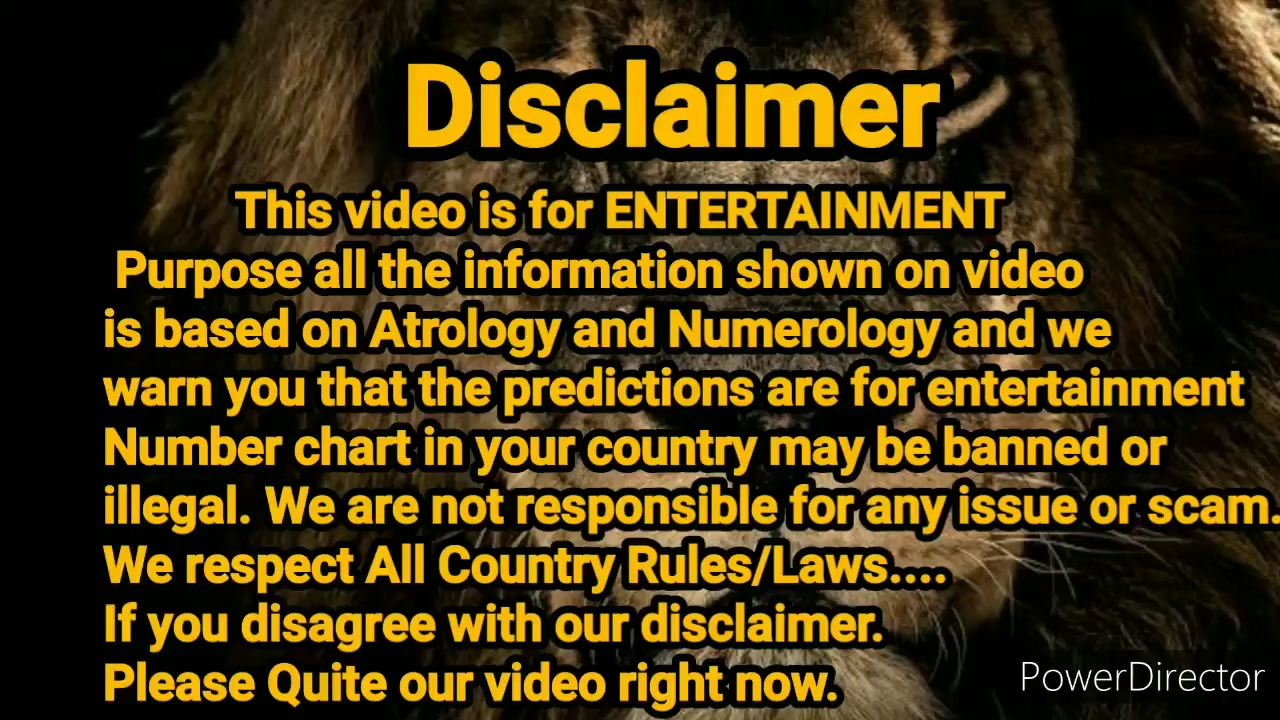 Disclaimer
This video is for ENTERTAINMENT
Purpose all the information shown on video
is based on Atrology and Numerology and we
warn you that the predictions are for entertainment
Number chart in your country may be banned or
illegal. We are not responsible for any issue or scam.
We respect All Country Rules/Laws....
If you disagree with our disclaimer.
Please Quite our video right now.
PowerDirector